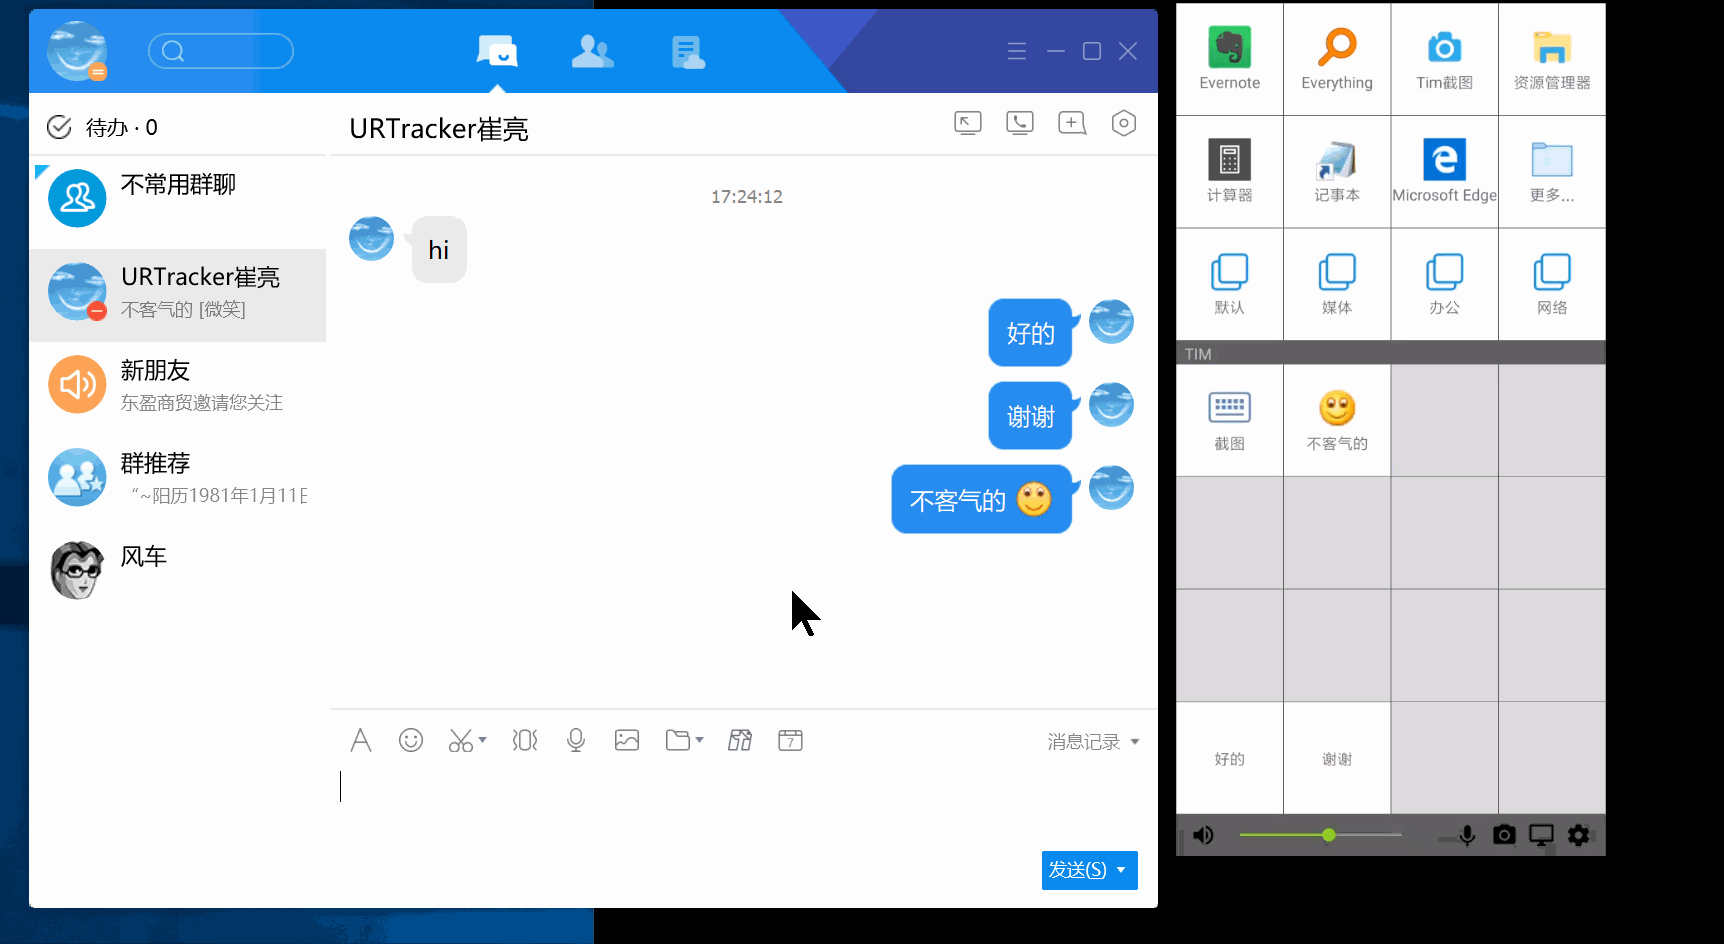 待办 · 0
不常用群聊
URTracker崔亮
不客气的 [微笑]
新朋友
东盈商贸邀请您关注
群推荐
“~阳历1981年1月11日
风车
URTracker崔亮
17:24:12
hi
好的
谢谢
不客气的
7
消息记录
发送(S)
Evernote
Everything
Tim截图
资源管理器
计算器
记事本
Microsoft Edge
更多...
默认
媒体
办公
网络
TIM
截图
不客气的
好的
谢谢